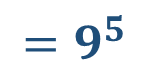 = 9⁵